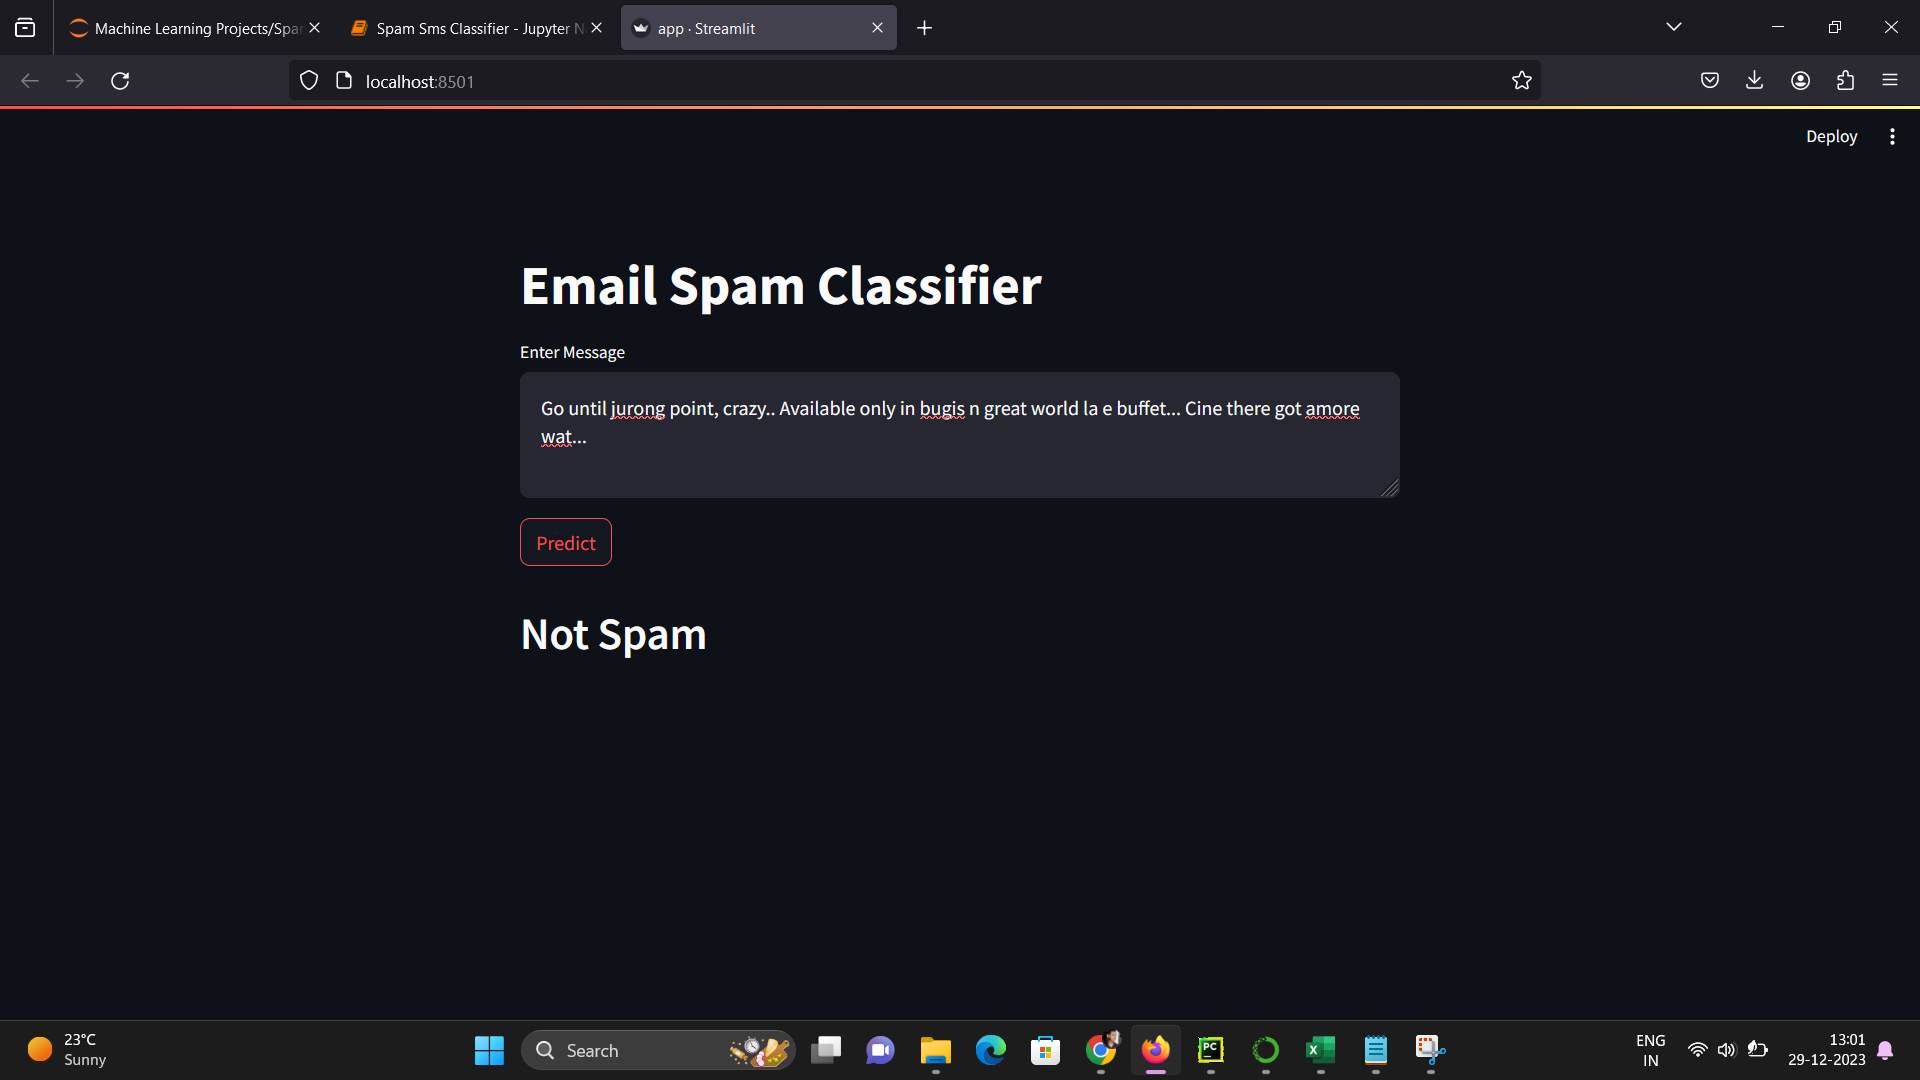 Machine Learning Projects/Spar
Spam Sms Classifier - Jupyter N
app · Streamlit
localhost:8501
Deploy
Email Spam Classifier
Enter Message
Go until jurong point, crazy.. Available only in bugis n great world la e buffet... Cine there got amore
wat...
Predict
Not Spam
23°C
Sunny
Search
PC
X
ENG
IN
13:01
29-12-2023